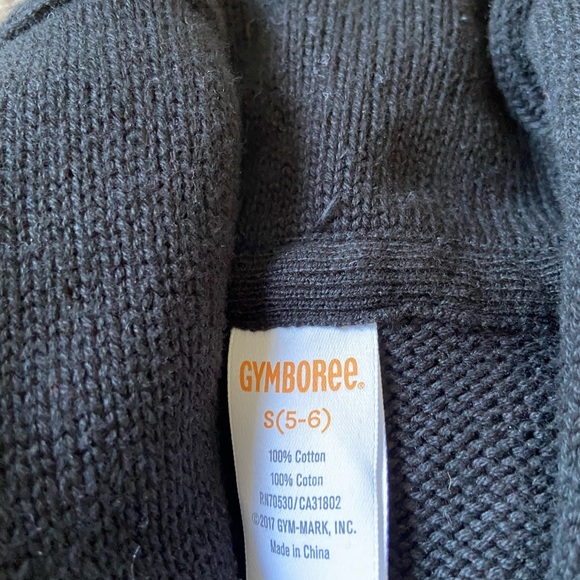 GYMBORee®
S(5-6)
100% Cotton
100% Coton
RN70530/CA31802
©2017 GYM-MARK, INC.
Made in China